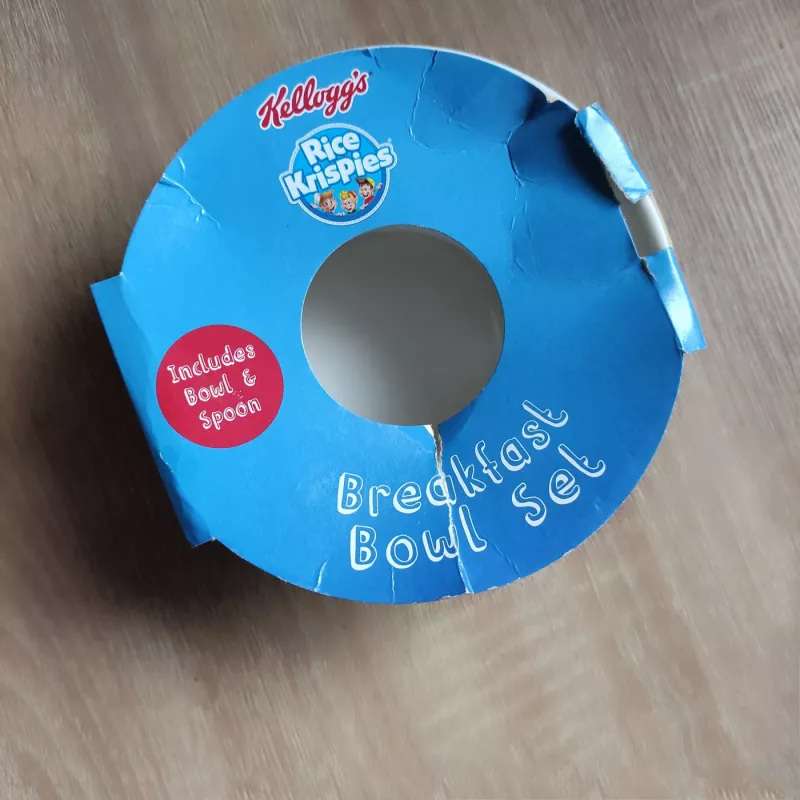 Kellogg's
Rice
Krispies
Includes
Bowl &
Spoon
Breakfast
Bowl Set